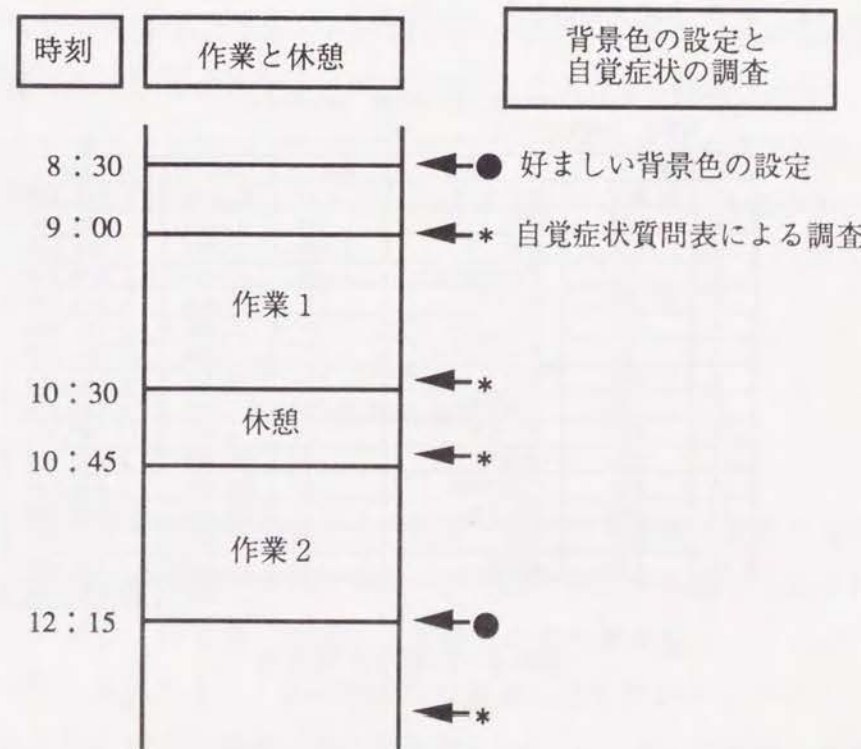 時刻
作業と休憩
背景色の設定と
自覚症状の調査
8：30
● 好ましい背景色の設定
9：00
* 自覚症状質問表による調査
作業1
10：30
*
休憩
10：45
*
作業2
12：15
●
*